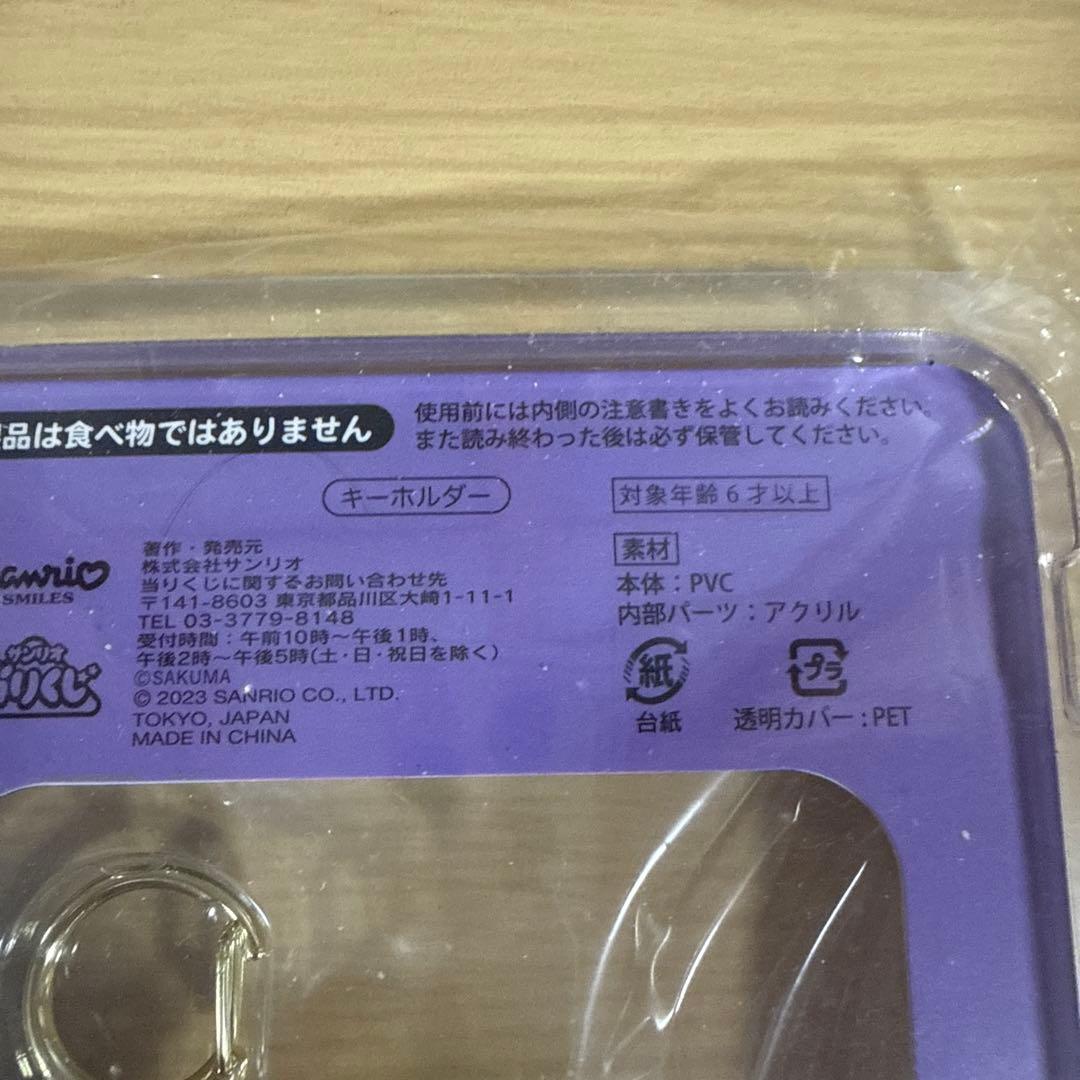 品は食べ物ではありません
使用前には内側の注意書きをよくお読みください。
また読み終わった後は必ず保管してください。
キーホルダー
対象年齢6才以上
SMILES
著作・発売元
株式会社サンリオ
当りくじに関するお問い合わせ先
〒141-8603 東京都品川区大崎1-11-1
TEL 03-3779-8148
受付時間：午前10時～午後1時、
午後2時～午後5時(土・日・祝日を除く)
©SAKUMA
© 2023 SANRIO CO., LTD.
TOKYO, JAPAN
MADE IN CHINA
サンリオ
りくじ
素材
本体：PVC
内部パーツ：アクリル
紙
台紙
プラ
透明カバー：PET